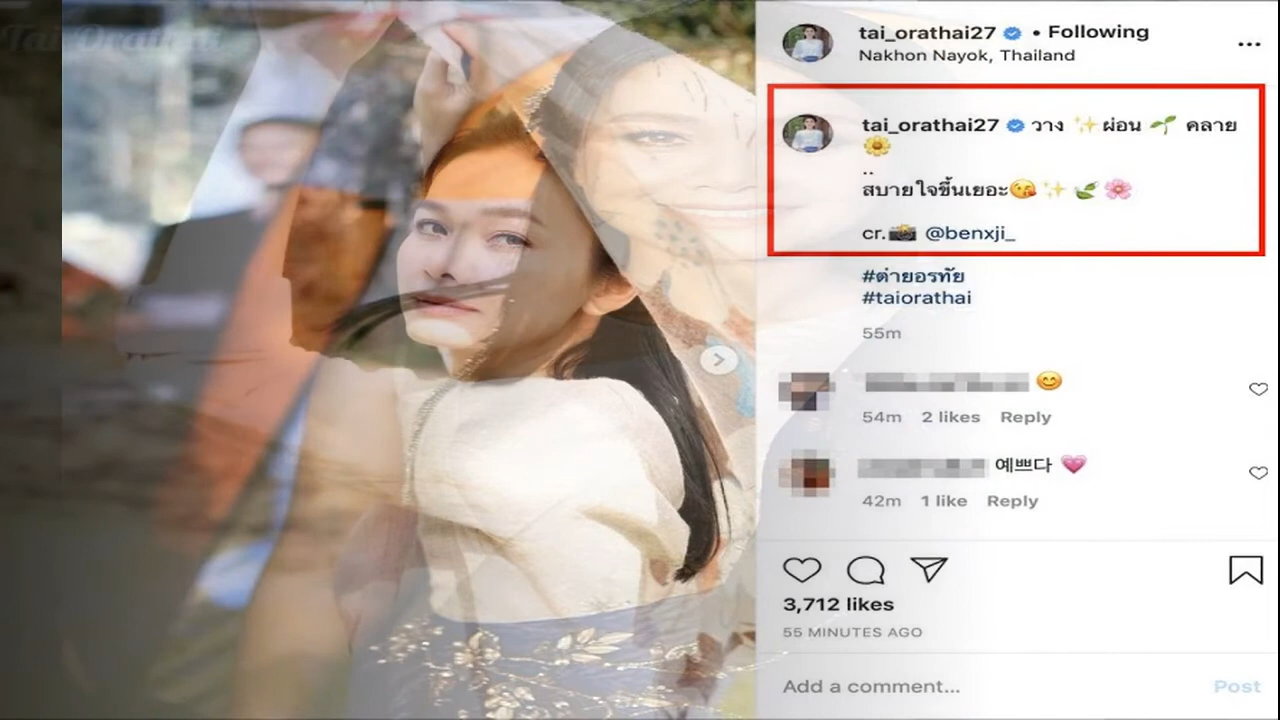 Tai Orathai
tai_orathai27 • Following
Nakhon Nayok, Thailand
tai_orathai27 วาง ✨ผ่อน 🌱 คลาย
🌼
..
สบายใจขึ้นเยอะ😘✨🍃🌸
cr.📸 @benxji_
#ต่ายอรทัย
#taiorathai
55m
😊
54m 2 likes Reply
예쁘다 💗
42m 1 like Reply
3,712 likes
55 MINUTES AGO
Add a comment... Post